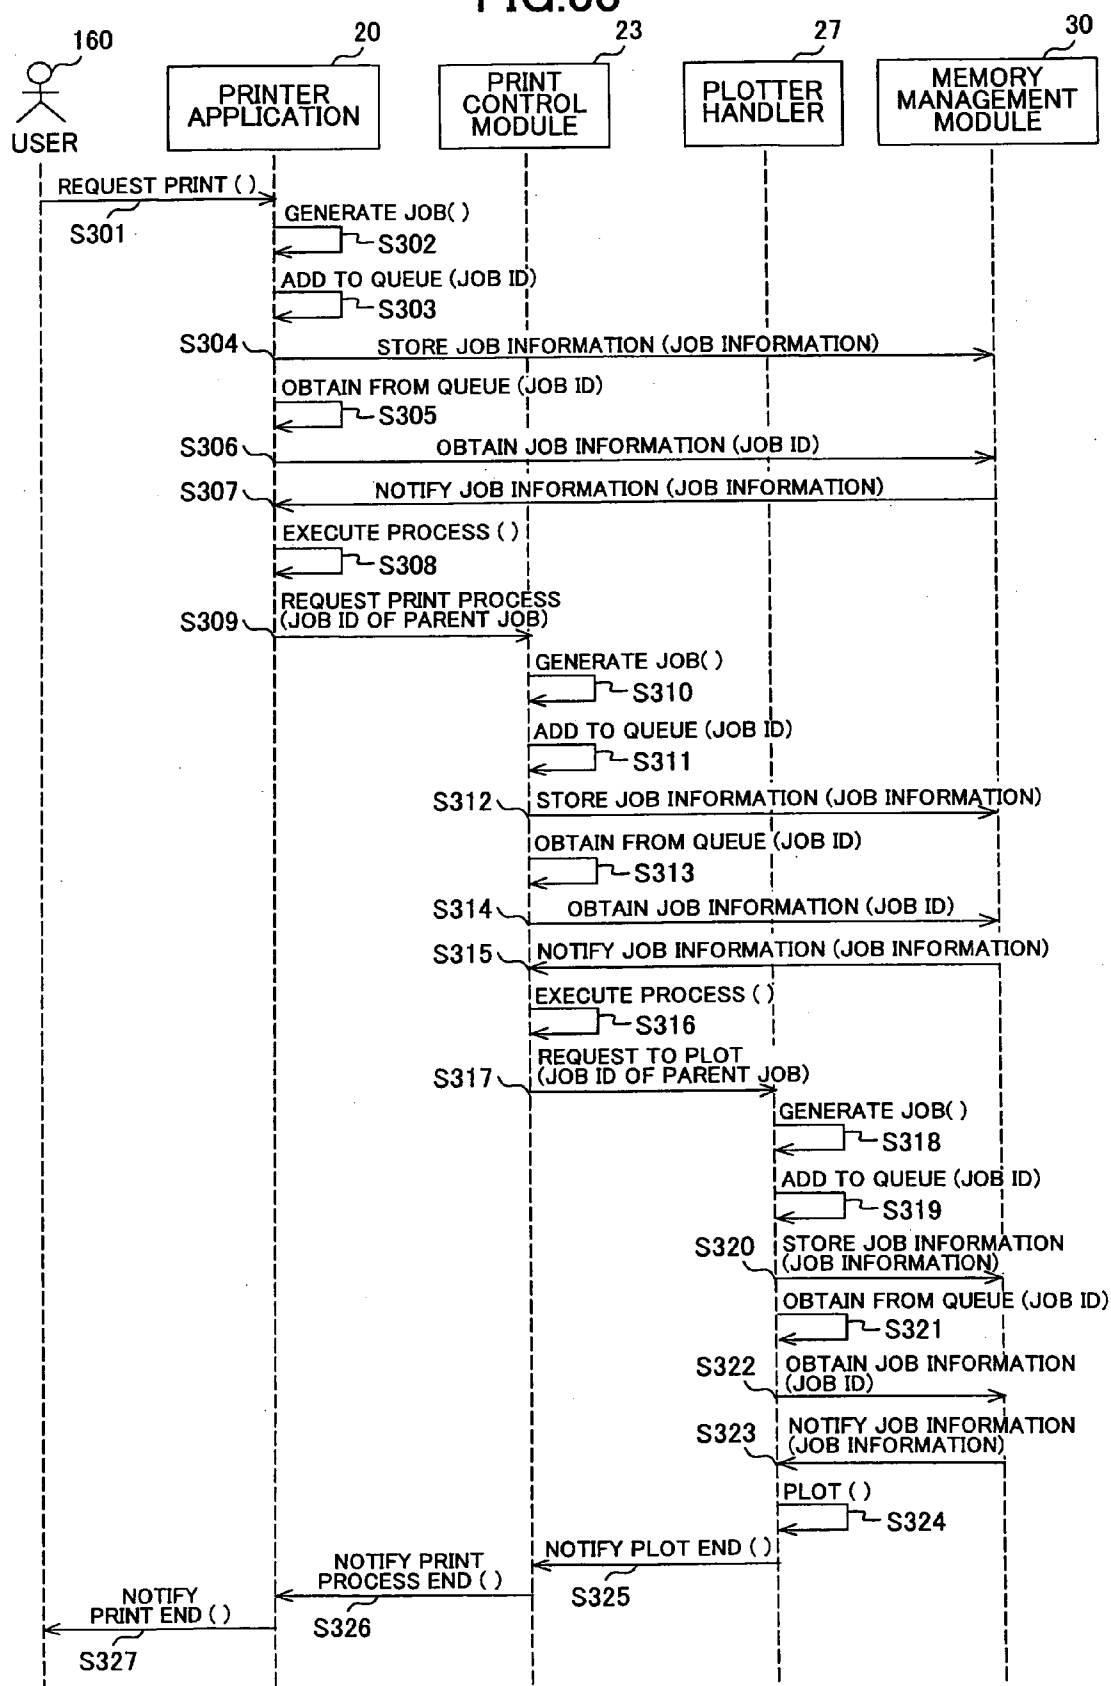 160
20
23
27
30
USER
PRINTER
APPLICATION
PRINT
CONTROL
MODULE
PLOTTER
HANDLER
MEMORY
MANAGEMENT
MODULE
REQUEST PRINT ( )
S301
GENERATE JOB( )
S302
ADD TO QUEUE (JOB ID)
S303
S304
STORE JOB INFORMATION (JOB INFORMATION)
OBTAIN FROM QUEUE (JOB ID)
S305
S306
OBTAIN JOB INFORMATION (JOB ID)
S307
NOTIFY JOB INFORMATION (JOB INFORMATION)
EXECUTE PROCESS ( )
S308
REQUEST PRINT PROCESS
(JOB ID OF PARENT JOB)
S309
GENERATE JOB( )
S310
ADD TO QUEUE (JOB ID)
S311
S312
STORE JOB INFORMATION (JOB INFORMATION)
OBTAIN FROM QUEUE (JOB ID)
S313
S314
OBTAIN JOB INFORMATION (JOB ID)
S315
NOTIFY JOB INFORMATION (JOB INFORMATION)
EXECUTE PROCESS ( )
S316
REQUEST TO PLOT
(JOB ID OF PARENT JOB)
S317
GENERATE JOB( )
S318
ADD TO QUEUE (JOB ID)
S319
S320
STORE JOB INFORMATION
(JOB INFORMATION)
OBTAIN FROM QUEUE (JOB ID)
S321
S322
OBTAIN JOB INFORMATION
(JOB ID)
S323
NOTIFY JOB INFORMATION
(JOB INFORMATION)
PLOT ( )
S324
NOTIFY PLOT END ( )
S325
NOTIFY PRINT
PROCESS END ( )
S326
NOTIFY
PRINT END ( )
S327